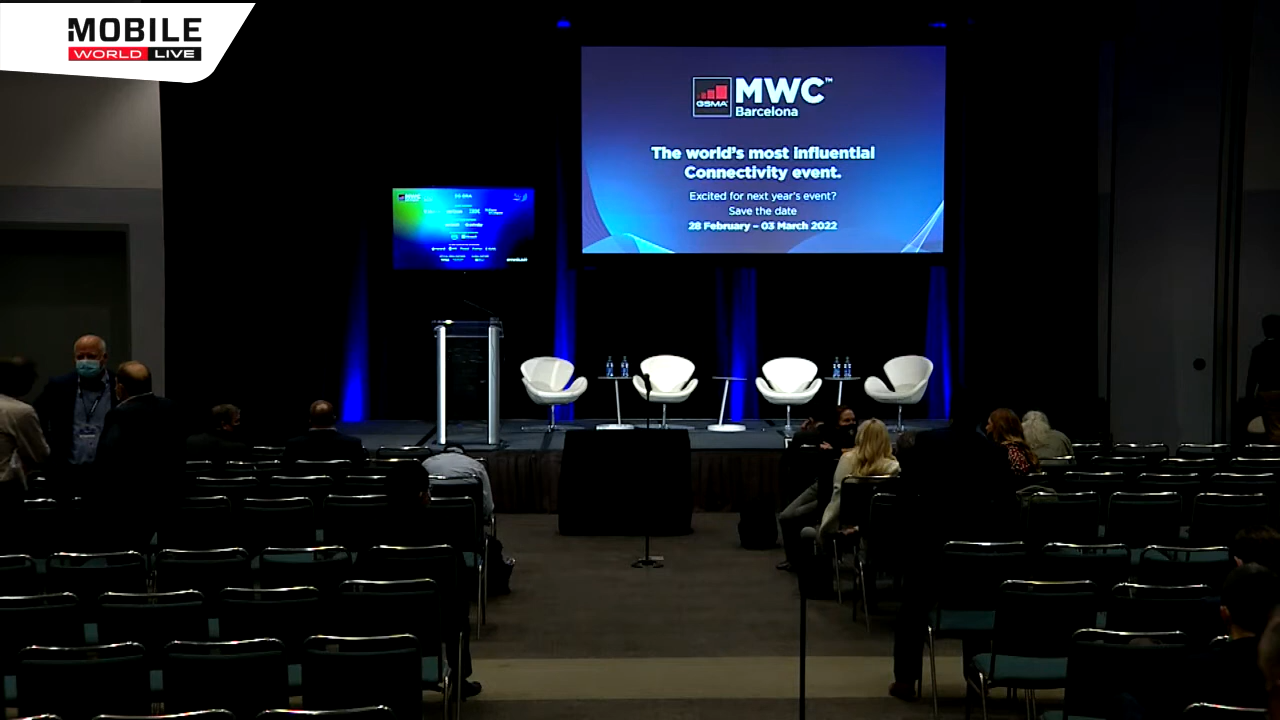 MOBILE
WORLD LIVE
GSMA
MWC™
Barcelona
The world's most influential
Connectivity event.
Excited for next year's event?
Save the date
28 February – 03 March 2022
MWC